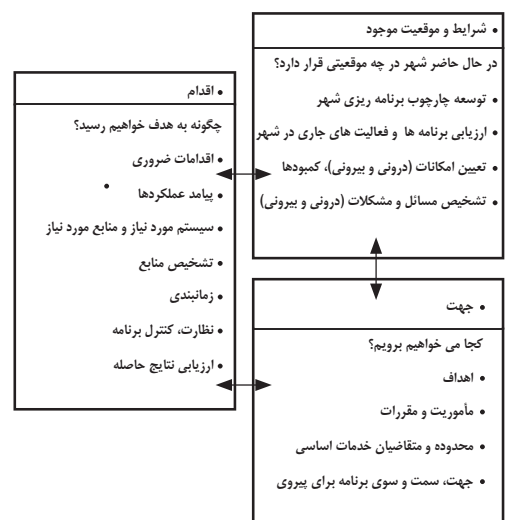 • شرایط و موقعیت موجود
در حال حاضر شهر در چه موقعیتی قرار دارد؟
• توسعه چارچوب برنامه ریزی شهر
• ارزیابی برنامه ها و فعالیت های جاری در شهر
• تعیین امکانات (درونی و بیرونی)، کمبودها
• تشخیص مسائل و مشکلات (درونی و بیرونی)
• اقدام
چگونه به هدف خواهیم رسید؟
• اقدامات ضروری
• پیامد عملکردها
• سیستم مورد نیاز و منابع مورد نیاز
• تشخیص منابع
• زمانبندی
• نظارت، کنترل برنامه
• ارزیابی نتایج حاصله
• جهت
کجا می خواهیم برویم؟
• اهداف
• مأموریت و مقررات
• محدوده و متقاضیان خدمات اساسی
• جهت، سمت و سوی برنامه برای پیروی